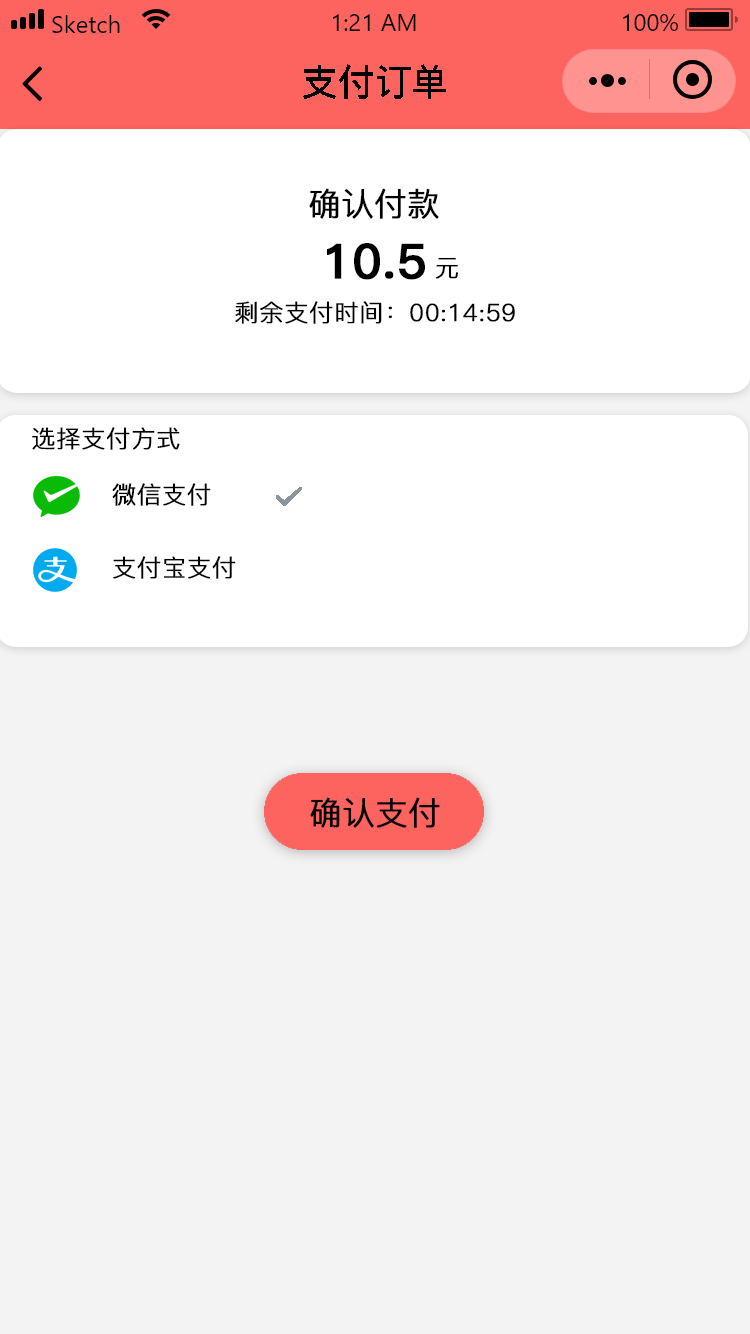 Sketch 1:21 AM 100%
支付订单
确认付款
10.5 元
剩余支付时间：00:14:59
选择支付方式
微信支付
支 支付宝支付
确认支付